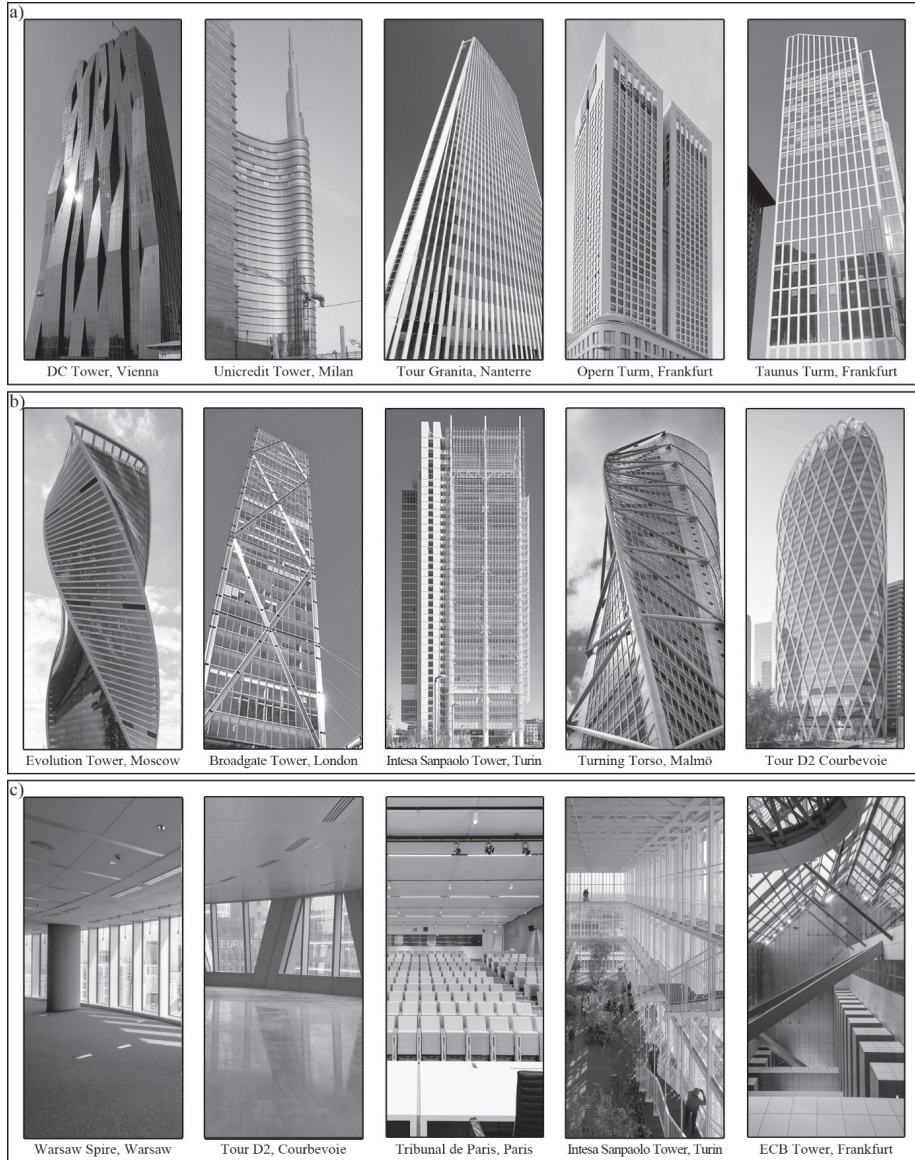 a)
DC Tower, Vienna
Unicredit Tower, Milan
Tour Granita, Nanterre
Opern Turm, Frankfurt
Taunus Turm, Frankfurt
b)
Evolution Tower, Moscow
Broadgate Tower, London
Intesa Sanpaolo Tower, Turin
Turning Torso, Malmö
Tour D2 Courbevoie
c)
EUROPE
Warsaw Spire, Warsaw
Tour D2, Courbevoie
Tribunal de Paris, Paris
Intesa Sanpaolo Tower, Turin
ECB Tower, Frankfurt